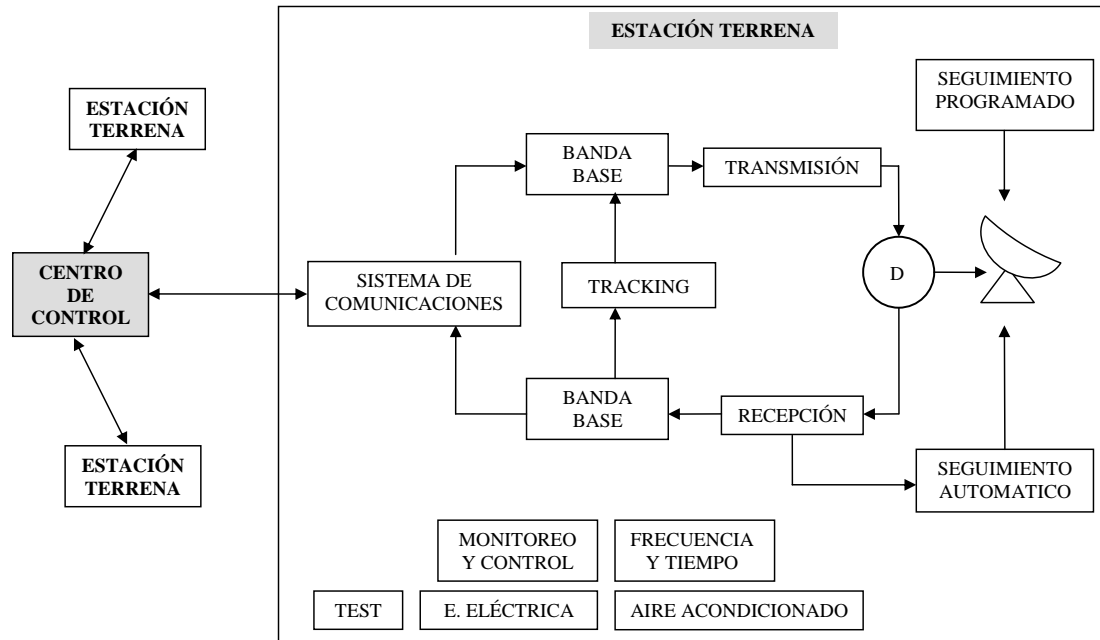 ESTACIÓN TERRENA
SEGUIMIENTO
PROGRAMADO
ESTACIÓN
TERRENA
BANDA
BASE
TRANSMISIÓN
CENTRO
DE
CONTROL
SISTEMA DE
COMUNICACIONES
TRACKING
D
BANDA
BASE
RECEPCIÓN
ESTACIÓN
TERRENA
SEGUIMIENTO
AUTOMATICO
MONITOREO
Y CONTROL
FRECUENCIA
Y TIEMPO
TEST
E. ELÉCTRICA
AIRE ACONDICIONADO